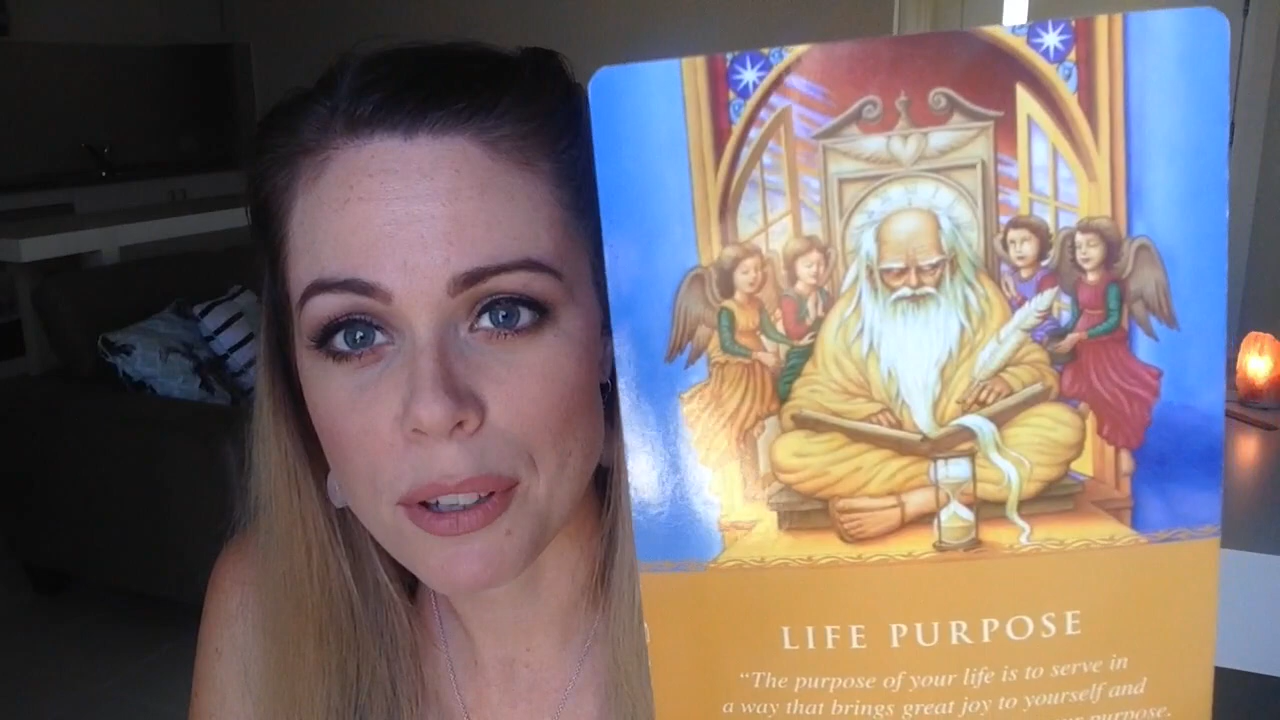 LIFE PURPOSE
“The purpose of your life is to serve in
a way that brings great joy to yourself and
purpose.